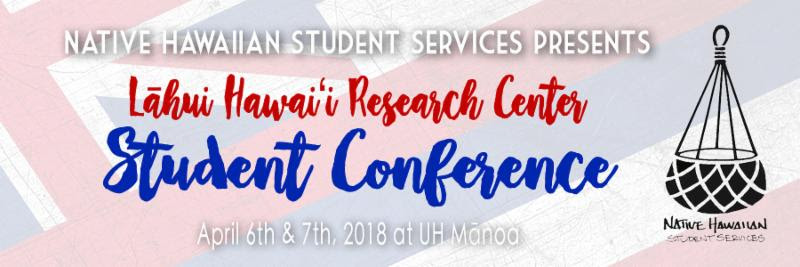 NATIVE HAWAIIAN STUDENT SERVICES PRESENTS
Lāhui Hawaiʻi Research Center
Student Conference
April 6th & 7th, 2018 at UH Mānoa
NATIVE HAWAIIAN
STUDENT SERVICES